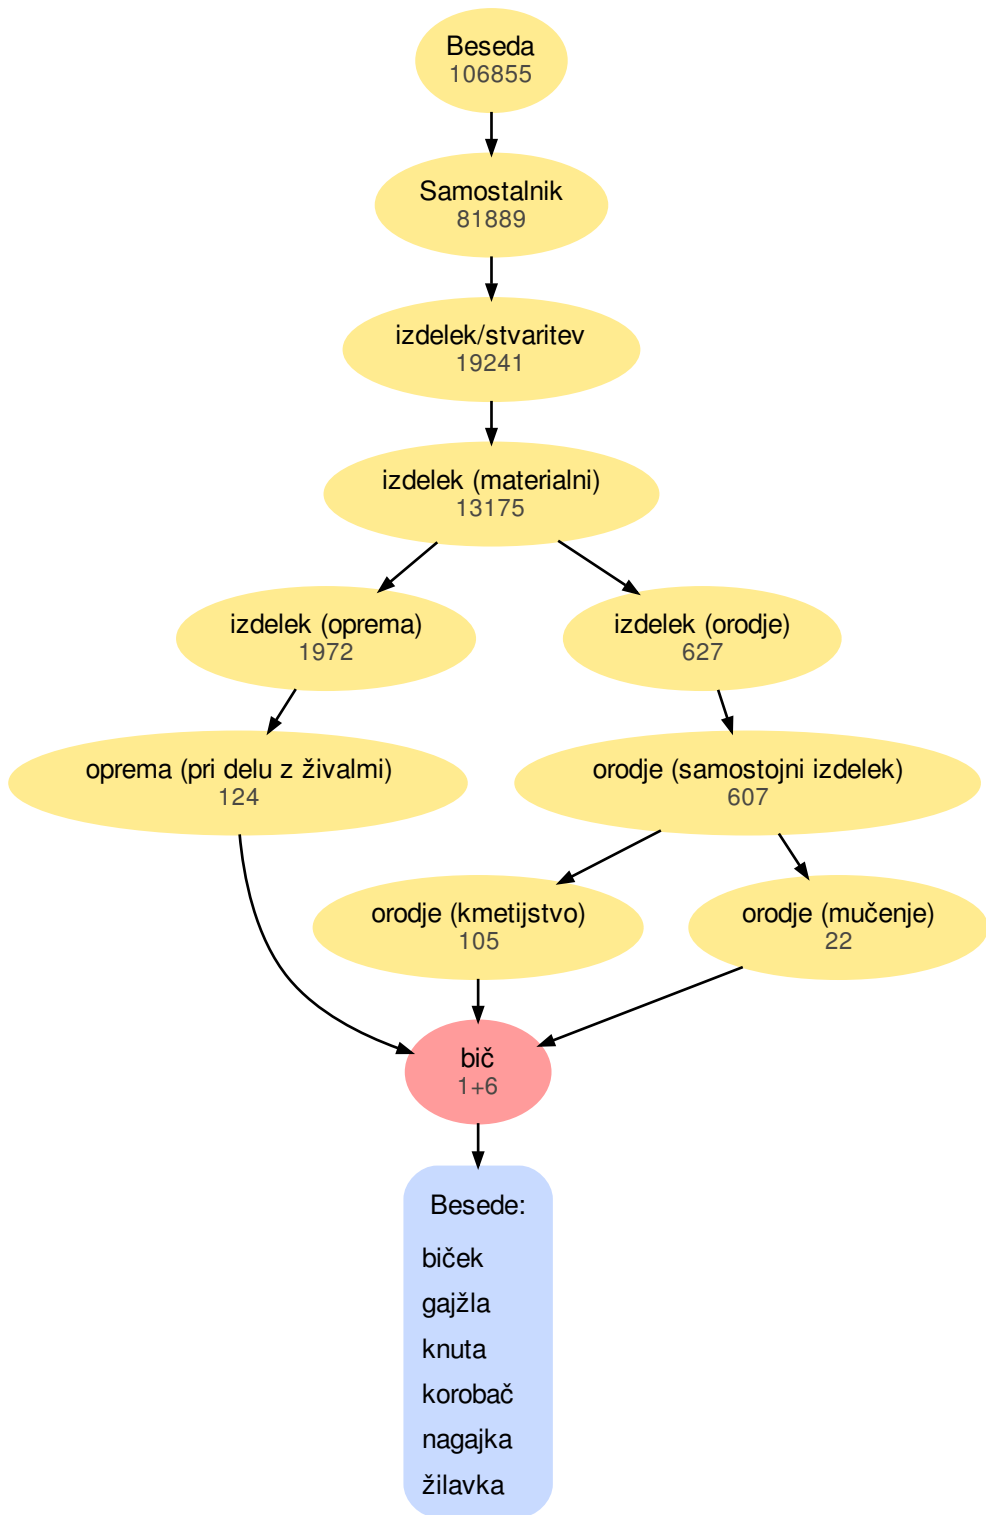 Beseda
106855
Samostalnik
81889
izdelek/stvaritev
19241
izdelek (materialni)
13175
izdelek (oprema)
1972
izdelek (orodje)
627
oprema (pri delu z živalmi)
124
orodje (samostojni izdelek)
607
orodje (kmetijstvo)
105
orodje (mučenje)
22
bič
1+6
Besede:
biček
gajžla
knuta
korobač
nagajka
žilavka